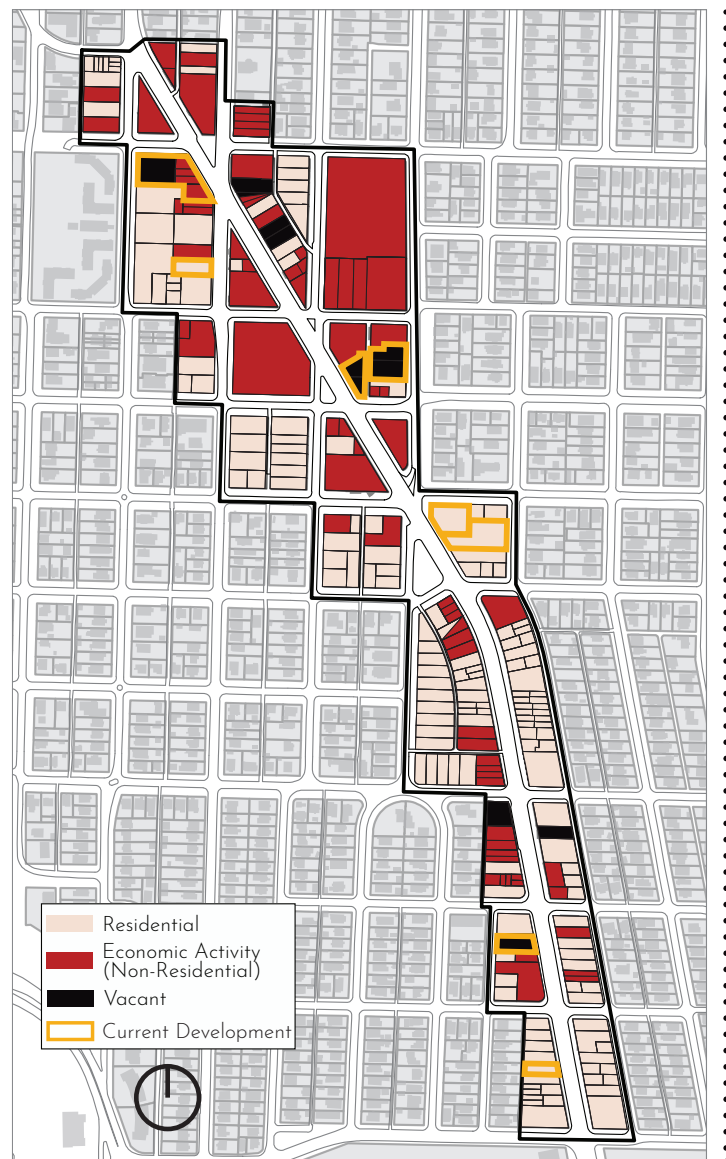 Residential
Economic Activity
(Non-Residential)
Vacant
Current Development